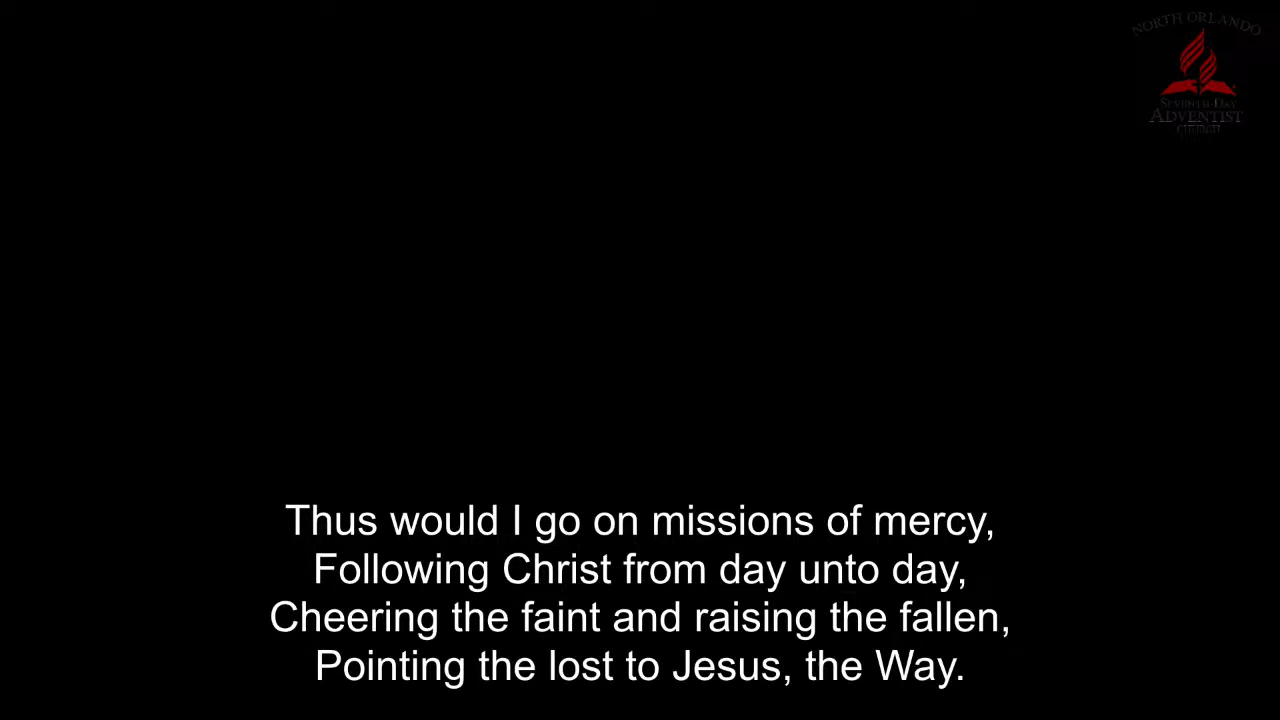 NORTH ORLANDO
SEVENTH-DAY
ADVENTIST
CHURCH
Thus would I go on missions of mercy,
Following Christ from day unto day,
Cheering the faint and raising the fallen,
Pointing the lost to Jesus, the Way.